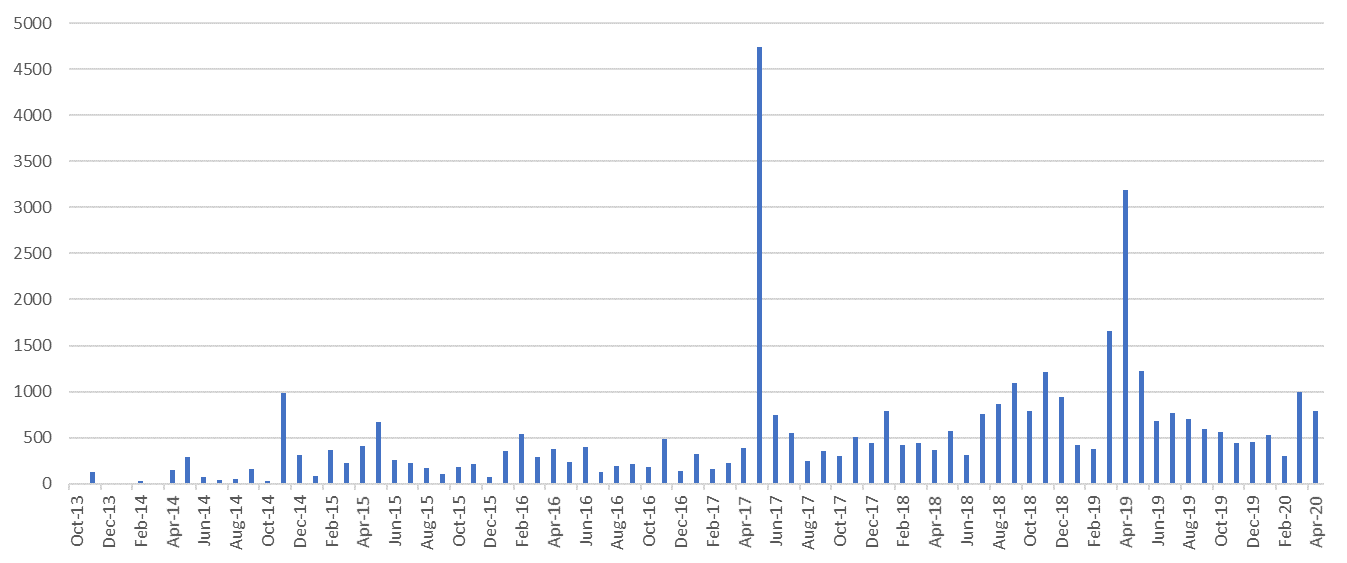 5000
4500
4000
3500
3000
2500
2000
1500
1000
500
0
Oct-13
Dec-13
Feb-14
Apr-14
Jun-14
Aug-14
Oct-14
Dec-14
Feb-15
Apr-15
Jun-15
Aug-15
Oct-15
Dec-15
Feb-16
Apr-16
Jun-16
Aug-16
Oct-16
Dec-16
Feb-17
Apr-17
Jun-17
Aug-17
Oct-17
Dec-17
Feb-18
Apr-18
Jun-18
Aug-18
Oct-18
Dec-18
Feb-19
Apr-19
Jun-19
Aug-19
Oct-19
Dec-19
Feb-20
Apr-20